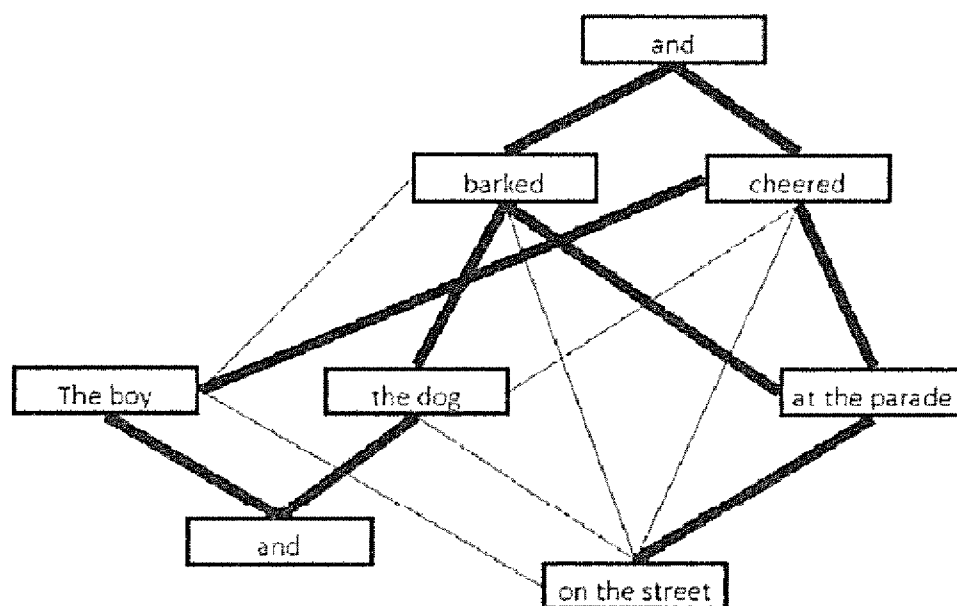 and
barked
cheered
The boy
the dog
at the parade
and
on the street